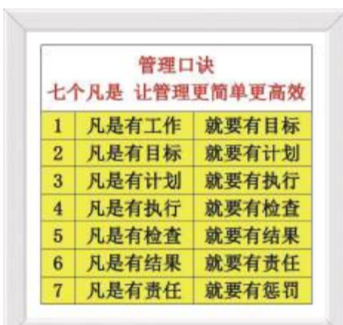 管理口诀
七个凡是 让管理更简单更高效
1 凡是有工作 就要有目标
2 凡是有目标 就要有计划
3 凡是有计划 就要有执行
4 凡是有执行 就要有检查
5 凡是有检查 就要有结果
6 凡是有结果 就要有责任
7 凡是有责任 就要有惩罚